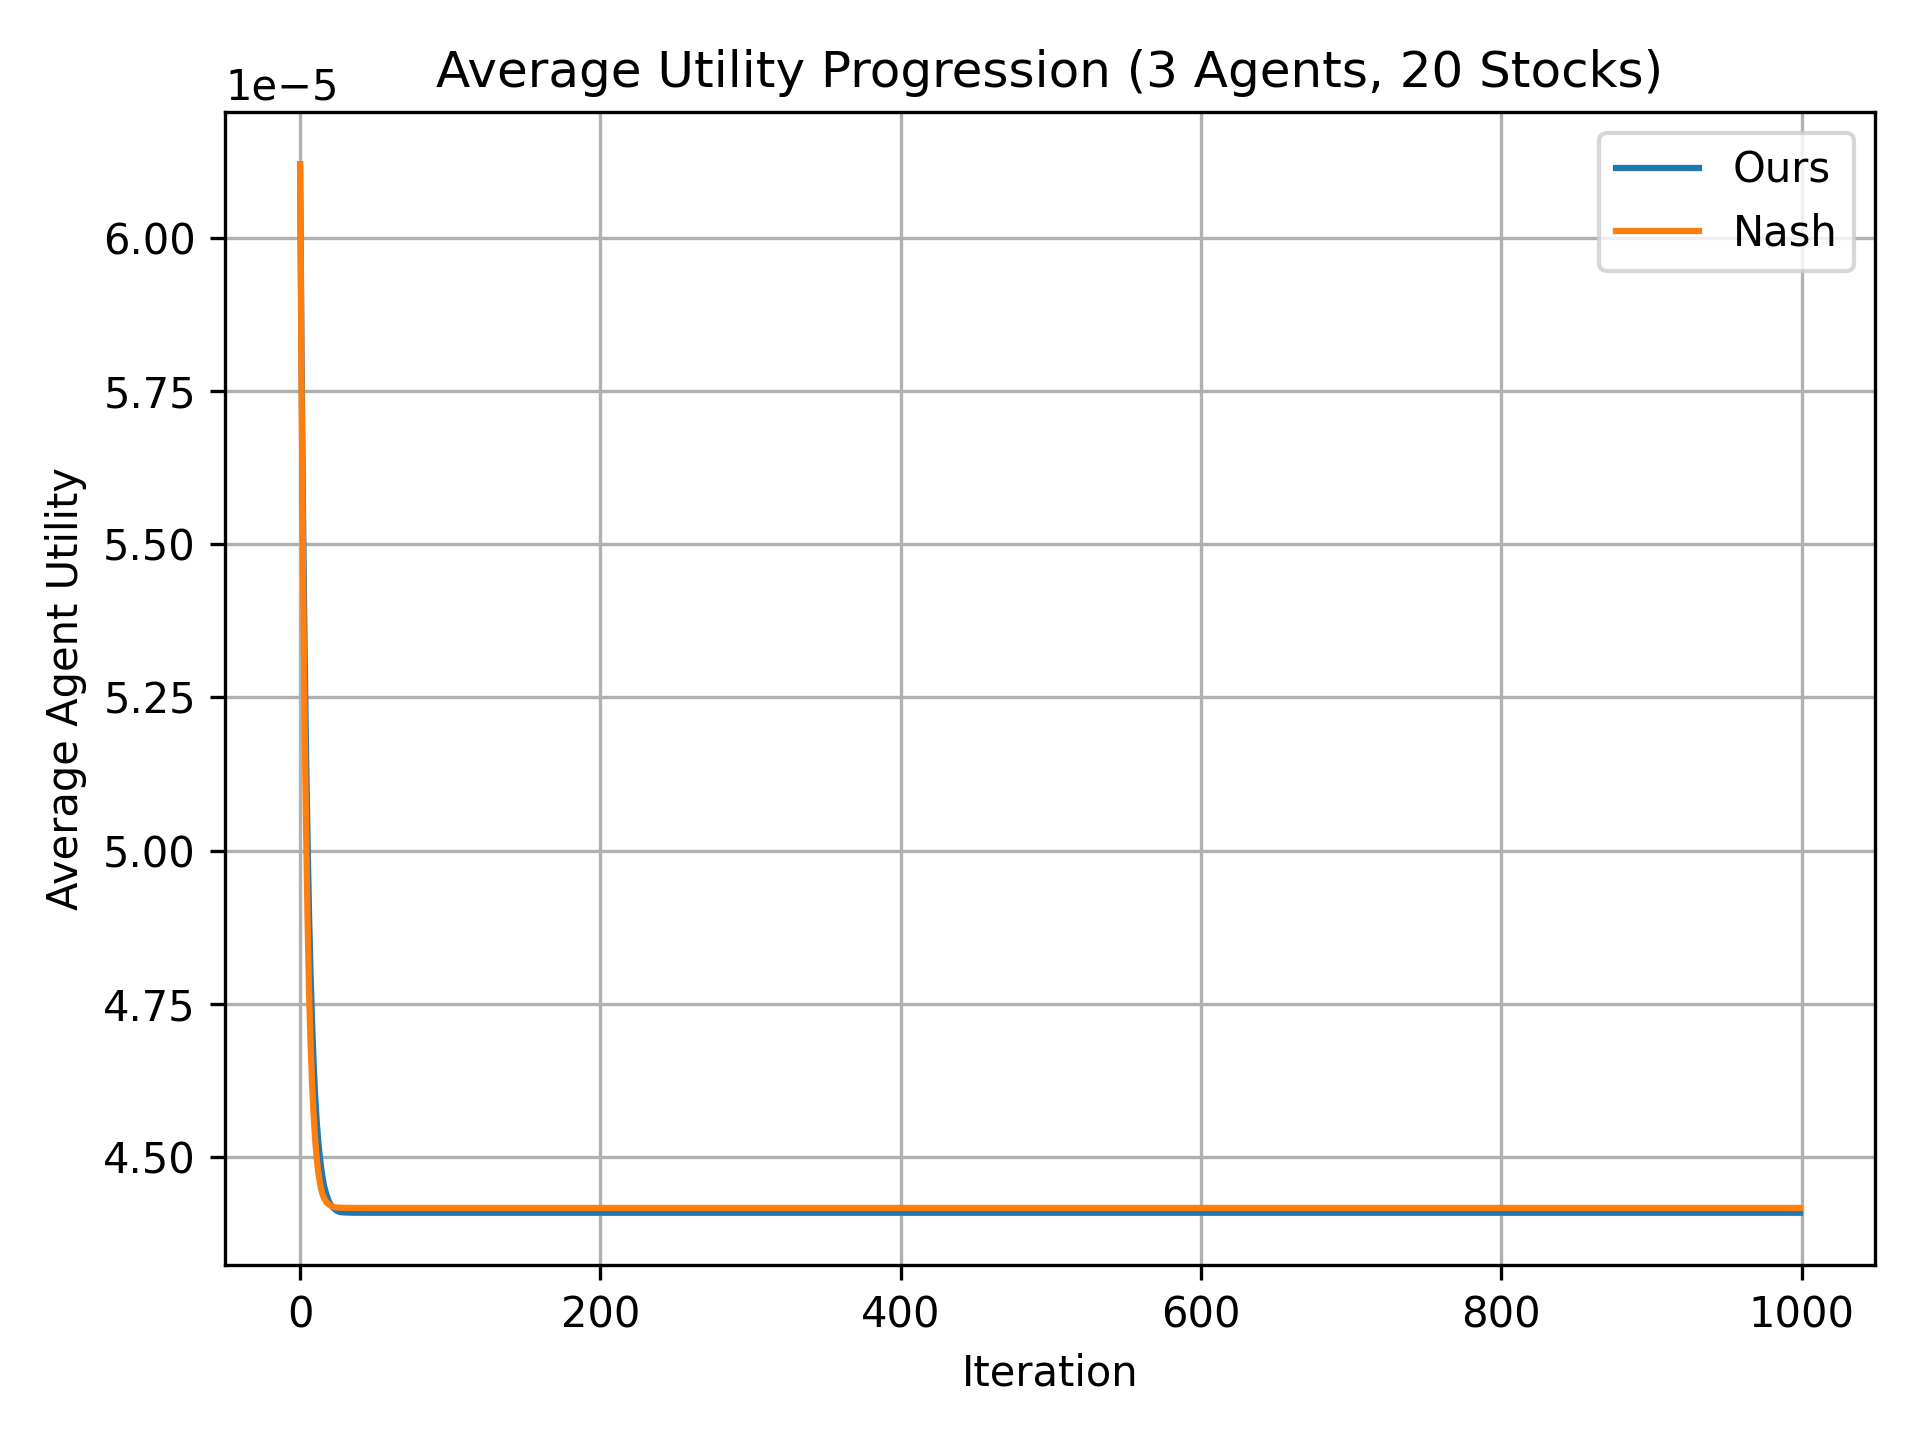 Average Utility Progression (3 Agents, 20 Stocks)
1e−5
Ours
Nash
6.00
5.75
5.50
5.25
5.00
4.75
4.50
Average Agent Utility
0 200 400 600 800 1000
Iteration